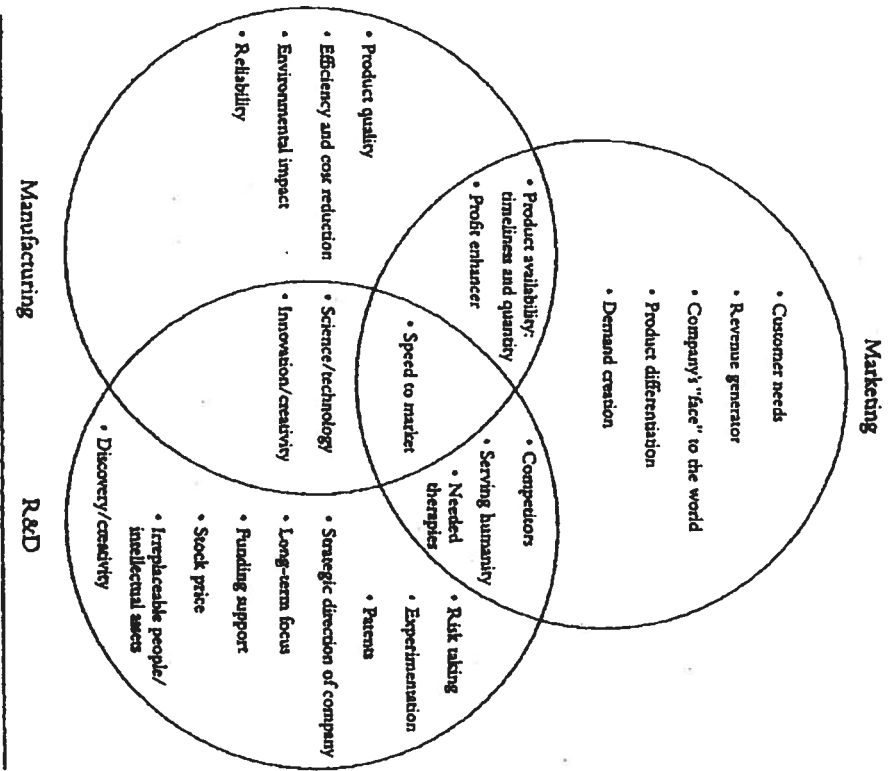 Marketing
• Customer needs
• Revenue generator
• Company's "face" to the world
• Product differentiation
• Demand creation
• Product availability:
timeliness and quantity
• Profit enhancer
• Competitors
• Serving humanity
• Needed
therapies
• Speed to market
• Product quality
• Efficiency and cost reduction
• Environmental impact
• Reliability
• Science/technology
• Innovation/creativity
• Risk taking
• Experimentation
• Patents
• Strategic direction of company
• Long-term focus
• Funding support
• Stock price
• Irreplaceable people/
intellectual assets
• Discovery/creativity
Manufacturing
R&D